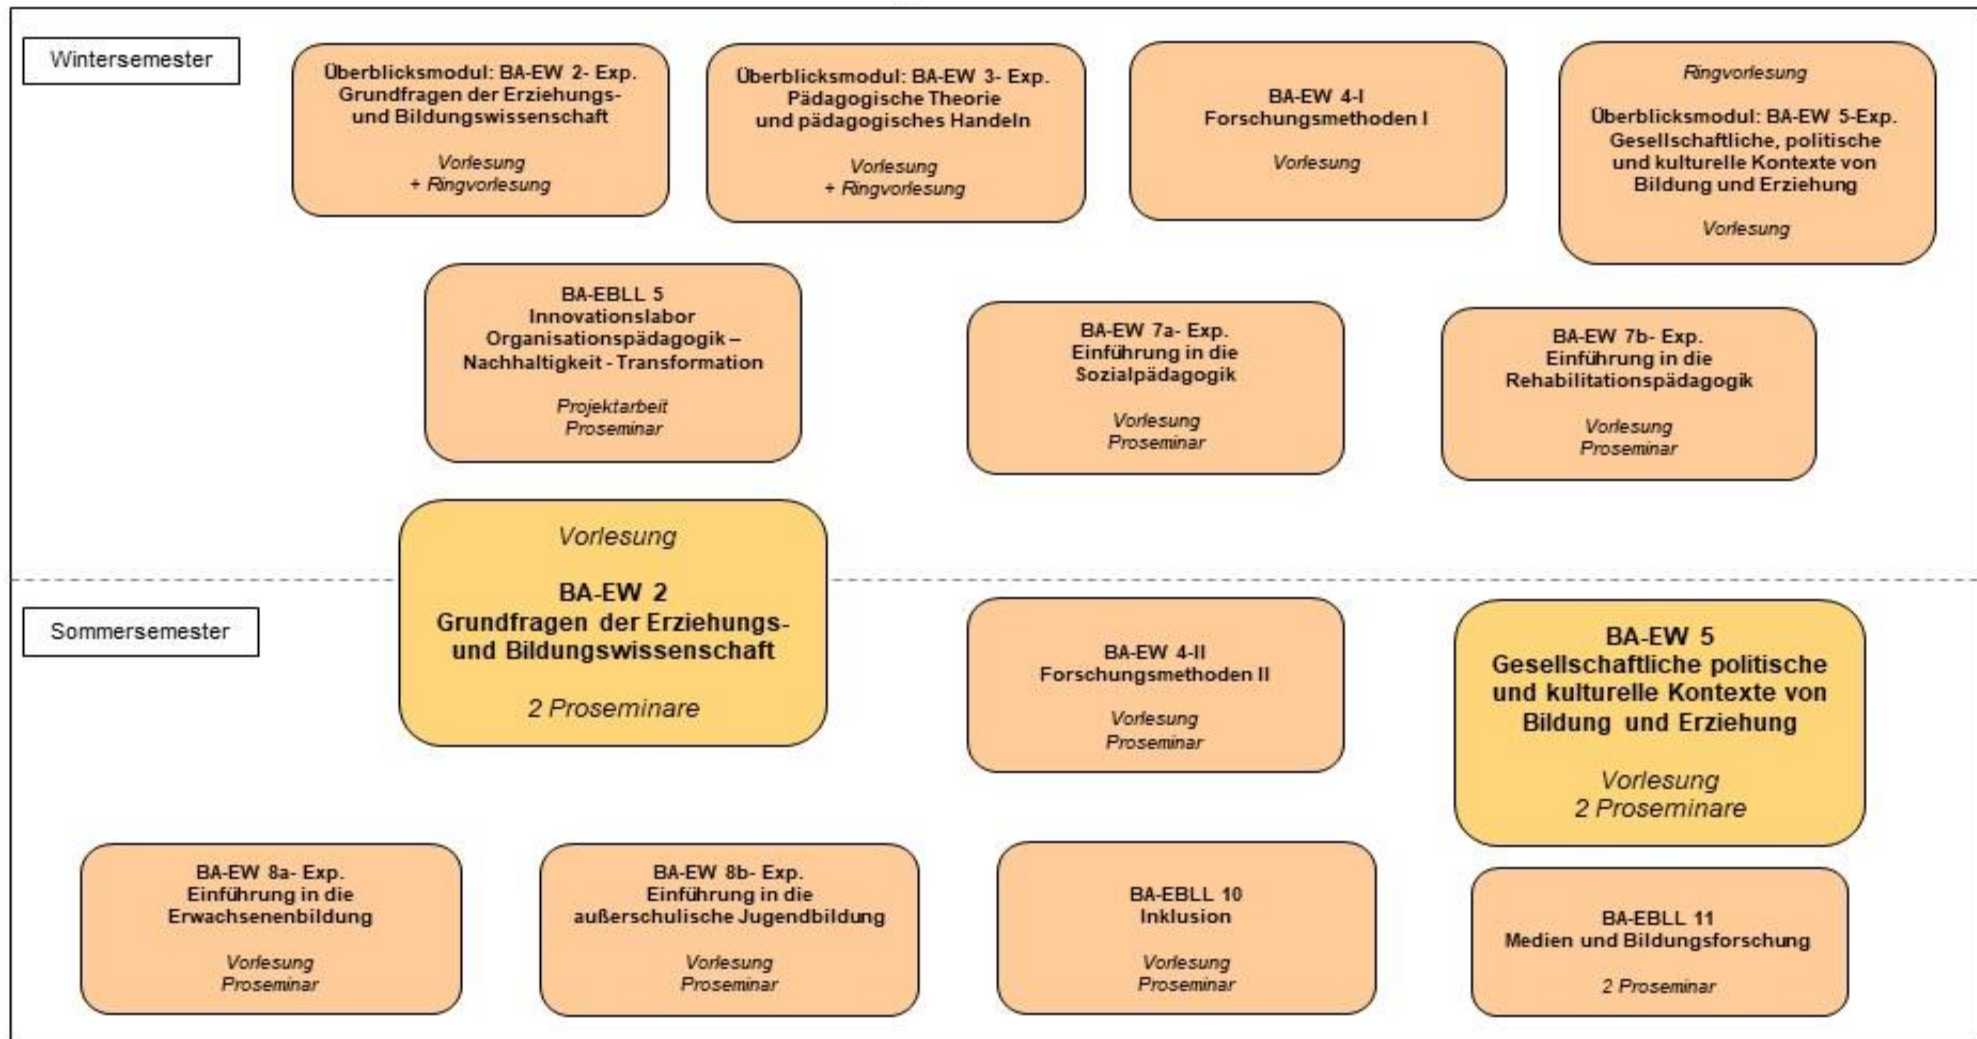 Wintersemester
Überblicksmodul: BA-EW 2- Exp.
Grundfragen der Erziehungs-
und Bildungswissenschaft
Vorlesung
+ Ringvorlesung
Überblicksmodul: BA-EW 3- Exp.
Pädagogische Theorie
und pädagogisches Handeln
Vorlesung
+ Ringvorlesung
BA-EW 4-I
Forschungsmethoden I
Vorlesung
Ringvorlesung
Überblicksmodul: BA-EW 5-Exp.
Gesellschaftliche, politische
und kulturelle Kontexte von
Bildung und Erziehung
Vorlesung
BA-EBLL 5
Innovationslabor
Organisationspädagogik –
Nachhaltigkeit - Transformation
Projektarbeit
Proseminar
BA-EW 7a- Exp.
Einführung in die
Sozialpädagogik
Vorlesung
Proseminar
BA-EW 7b- Exp.
Einführung in die
Rehabilitationspädagogik
Vorlesung
Proseminar
Vorlesung
BA-EW 2
Grundfragen der Erziehungs-
und Bildungswissenschaft
2 Proseminare
Sommersemester
BA-EW 4-II
Forschungsmethoden II
Vorlesung
Proseminar
BA-EW 5
Gesellschaftliche politische
und kulturelle Kontexte von
Bildung und Erziehung
Vorlesung
2 Proseminare
BA-EW 8a- Exp.
Einführung in die
Erwachsenenbildung
Vorlesung
Proseminar
BA-EW 8b- Exp.
Einführung in die
außerschulische Jugendbildung
Vorlesung
Proseminar
BA-EBLL 10
Inklusion
Vorlesung
Proseminar
BA-EBLL 11
Medien und Bildungsforschung
2 Proseminar